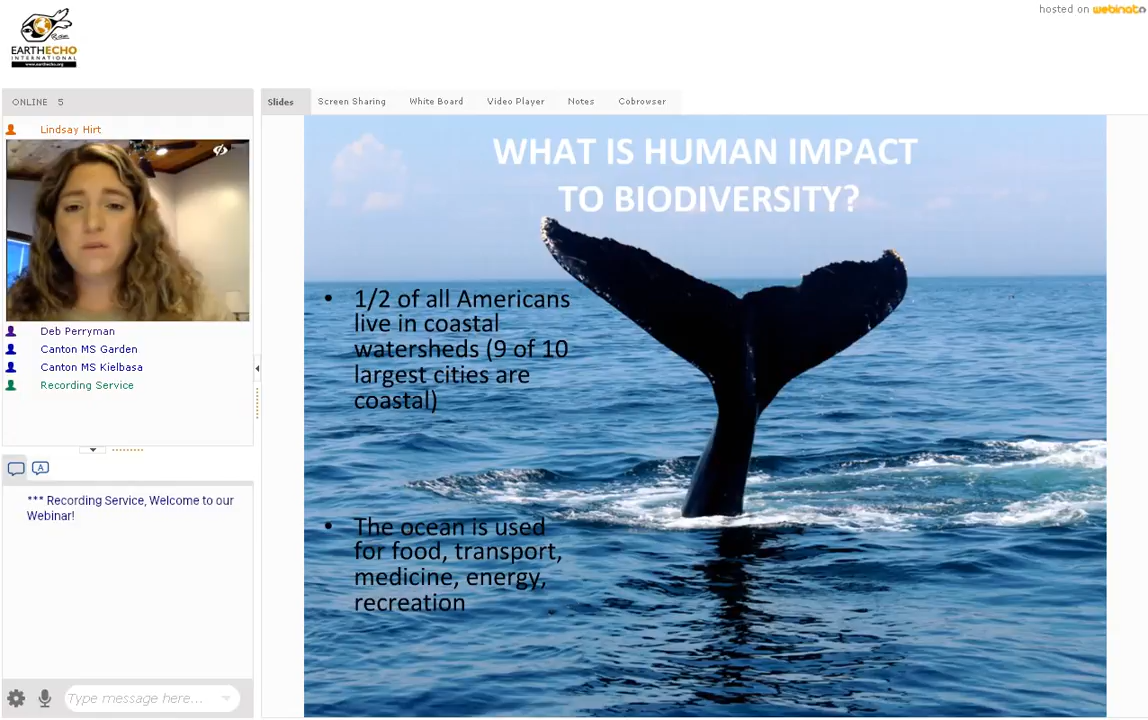 hosted on webinato
EARTHECHO
INTERNATIONAL
www.earthecho.org
ONLINE 5
Lindsay Hirt
Deb Perryman
Canton MS Garden
Canton MS Kielbasa
Recording Service
A
*** Recording Service, Welcome to our
Webinar!
Type message here...
Slides
Screen Sharing
White Board
Video Player
Notes
Cobrowser
WHAT IS HUMAN IMPACT
TO BIODIVERSITY?
• 1/2 of all Americans
live in coastal
watersheds (9 of 10
largest cities are
coastal)
• The ocean is used
for food, transport,
medicine, energy,
recreation